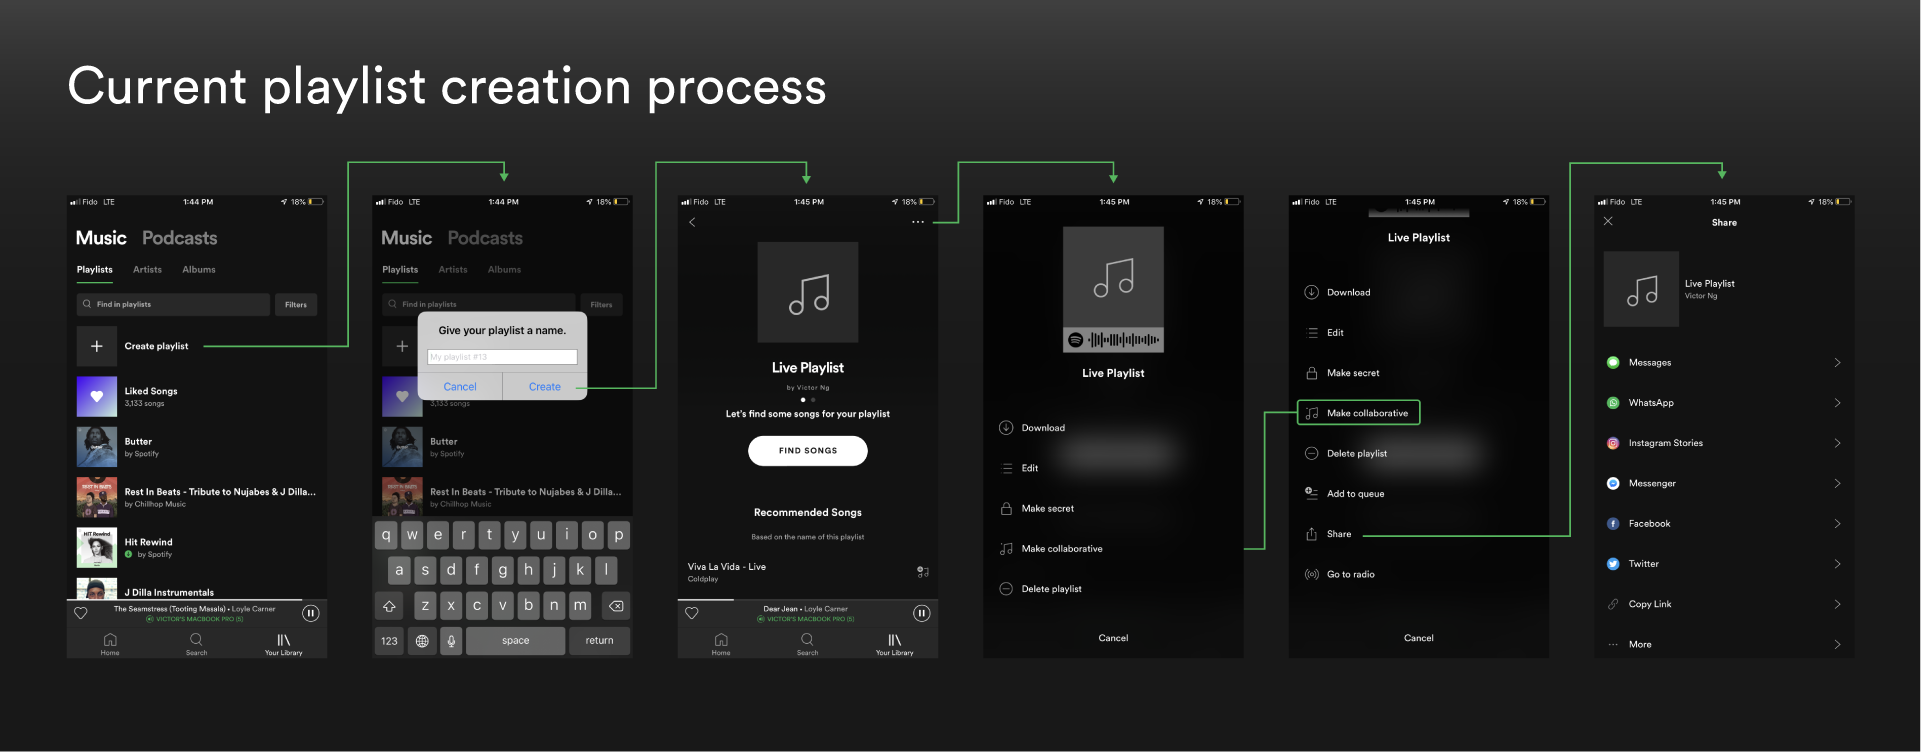 Current playlist creation process
Fido LTE 1:44 PM 18%
Music Podcasts
Playlists Artists Albums
Find in playlists Filters
Create playlist
Liked Songs
3,133 songs
Butter
by Spotify
Rest In Beats - Tribute to Nujabes & J Dilla...
by Chillhop Music
HIT Rewind
Hit Rewind
by Spotify
J Dilla Instrumentals
The Seamstress (Tooting Masala) • Loyle Carner
VICTOR'S MACBOOK PRO (5)
Home Search Your Library
Fido LTE 1:44 PM 18%
Music Podcasts
Playlists Artists Albums
Find in playlists Filters
Give your playlist a name.
My playlist #13
Cancel Create
3,133 songs
Butter
by Spotify
Rest In Beats - Tribute to Nujabes & J Dilla...
by Chillhop Music
q w e r t y u i o p
a s d f g h j k l
z x c v b n m
123 space return
Fido LTE 1:45 PM 18%
Live Playlist
by Victor Ng
Let's find some songs for your playlist
FIND SONGS
Recommended Songs
Based on the name of this playlist
Viva La Vida - Live
Coldplay
Dear Jean • Loyle Carner
VICTOR'S MACBOOK PRO (5)
Home Search Your Library
Fido LTE 1:45 PM 18%
Live Playlist
Download
Edit
Make secret
Make collaborative
Delete playlist
Cancel
Fido LTE 1:45 PM 18%
Live Playlist
Download
Edit
Make secret
Make collaborative
Delete playlist
Add to queue
Share
Go to radio
Cancel
Fido LTE 1:45 PM 18%
Share
Live Playlist
Victor Ng
Messages
WhatsApp
Instagram Stories
Messenger
Facebook
Twitter
Copy Link
More